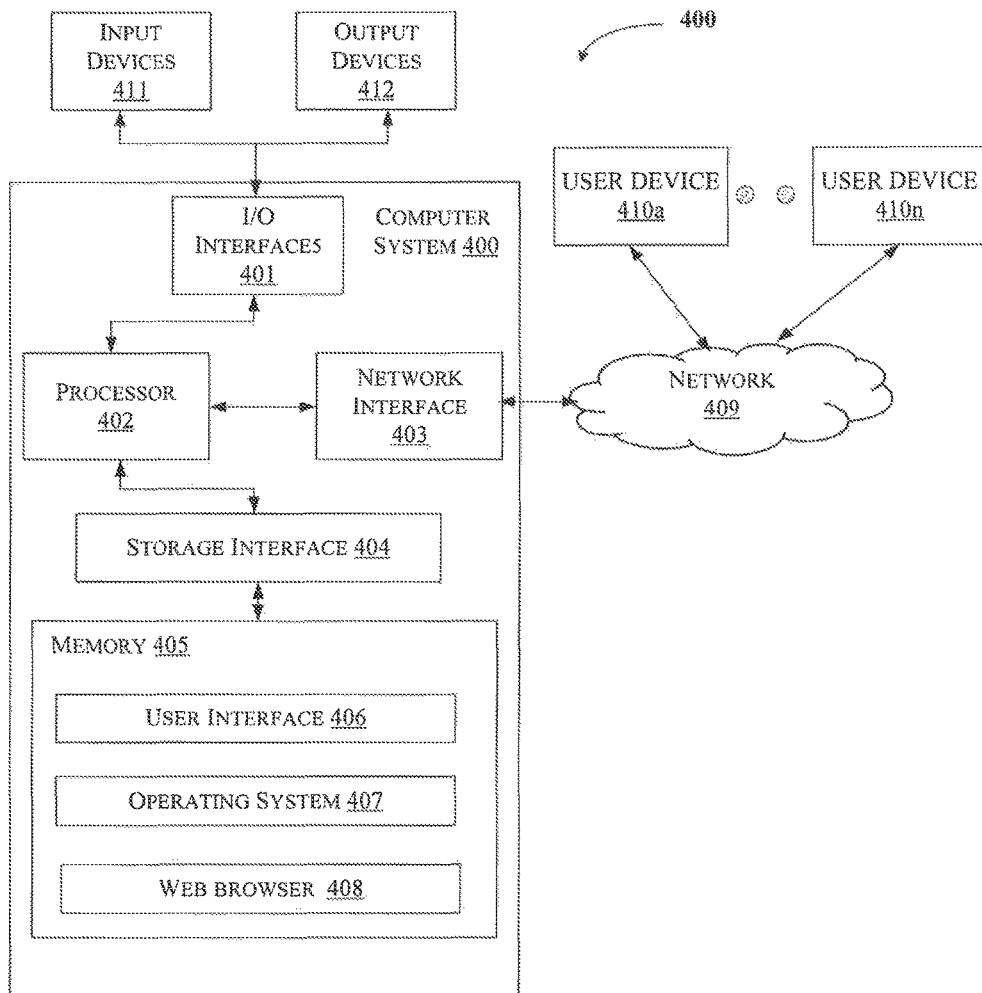 INPUT
DEVICES
411
OUTPUT
DEVICES
412
400
I/O
INTERFACES
401
COMPUTER
SYSTEM 400
USER DEVICE
410a
USER DEVICE
410n
PROCESSOR
402
NETWORK
INTERFACE
403
NETWORK
409
STORAGE INTERFACE 404
MEMORY 405
USER INTERFACE 406
OPERATING SYSTEM 407
WEB BROWSER 408